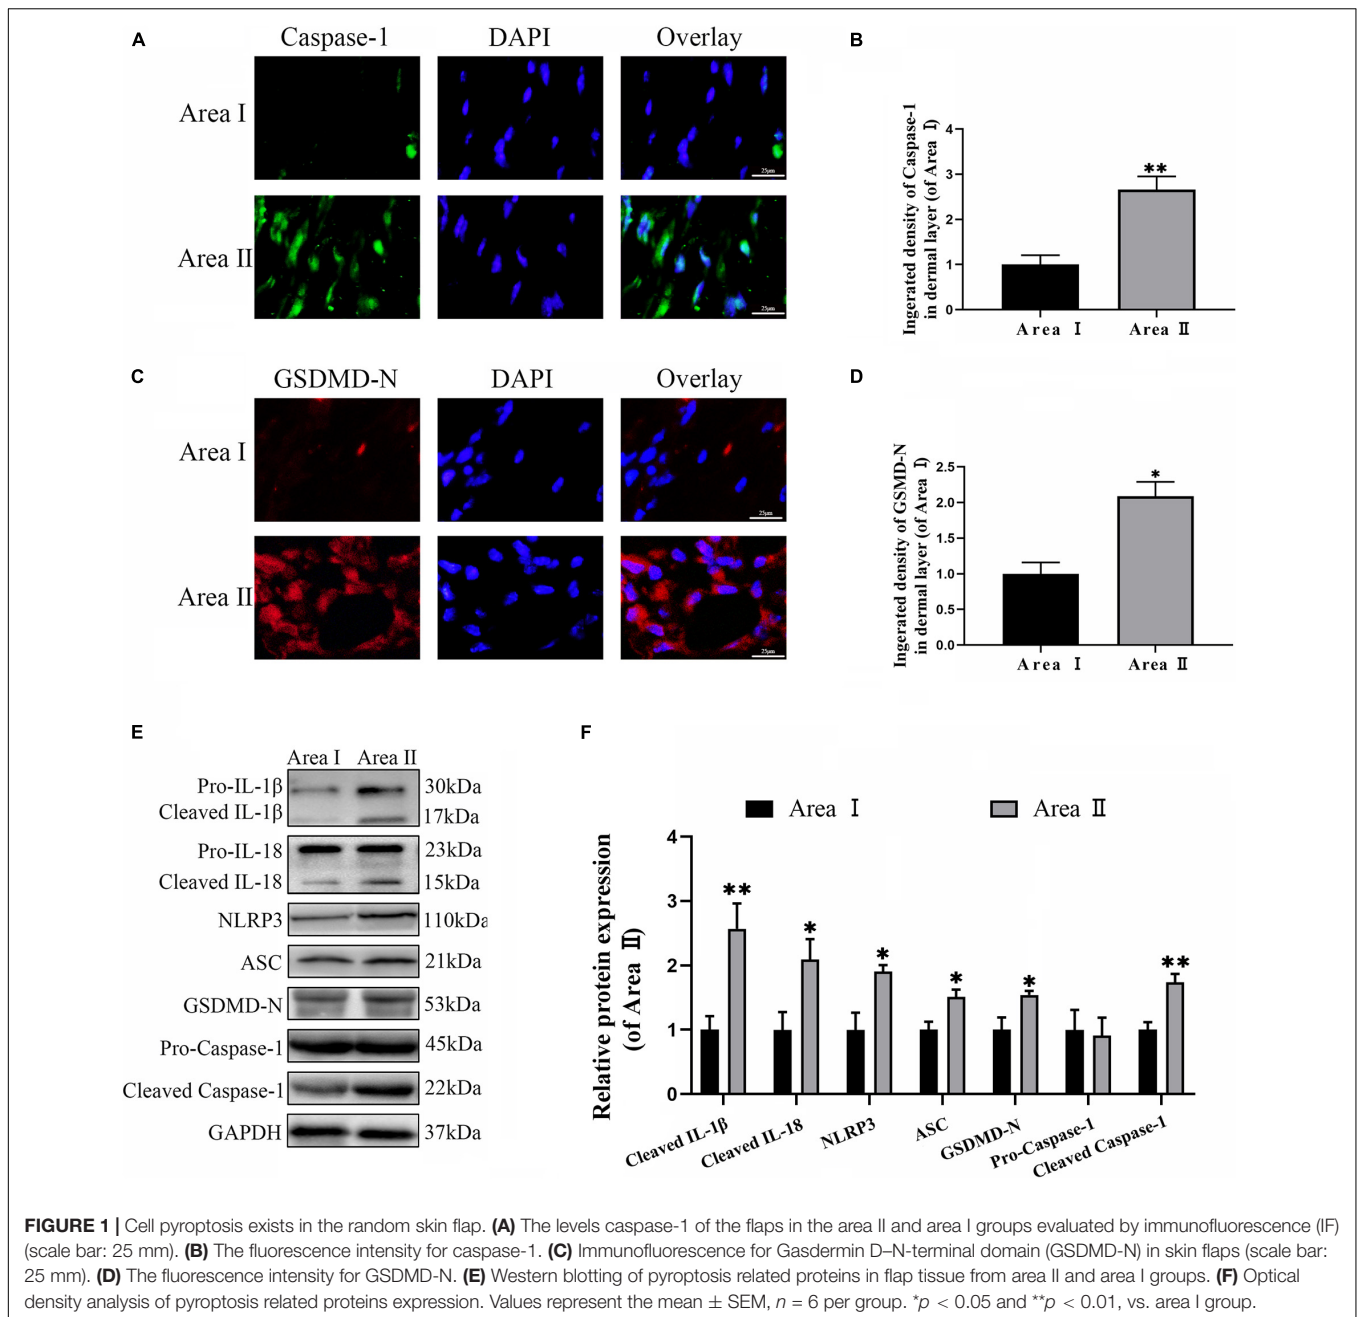 A
Caspase-1 DAPI Overlay
Area I
25μm
Area II
25μm
B
Ingerated density of Caspase-1
in dermal layer (of Area Ⅰ)
4
3
2
1
0
**
Area Ⅰ Area Ⅱ
C
GSDMD-N DAPI Overlay
Area I
25μm
Area II
25μm
D
Ingerated density of GSMD-N
in dermal layer (of Area Ⅰ)
2.5
2.0
1.5
1.0
0.5
0.0
*
Area Ⅰ Area Ⅱ
E
Area I Area II
Pro-IL-1β 30kDa
Cleaved IL-1β 17kDa
Pro-IL-18 23kDa
Cleaved IL-18 15kDa
NLRP3 110kDa
ASC 21kDa
GSDMD-N 53kDa
Pro-Caspase-1 45kDa
Cleaved Caspase-1 22kDa
GAPDH 37kDa
F
Area Ⅰ Area Ⅱ
Relative protein expression
(of Area Ⅱ)
4
3
2
1
0
** * * * * **
Cleaved IL-1β Cleaved IL-18 NLRP3 ASC GSDMD-N Pro-Caspase-1 Cleaved Caspase-1
FIGURE 1 | Cell pyroptosis exists in the random skin flap. (A) The levels caspase-1 of the flaps in the area II and area I groups evaluated by immunofluorescence (IF)
(scale bar: 25 mm). (B) The fluorescence intensity for caspase-1. (C) Immunofluorescence for Gasdermin D–N-terminal domain (GSDMD-N) in skin flaps (scale bar:
25 mm). (D) The fluorescence intensity for GSDMD-N. (E) Western blotting of pyroptosis related proteins in flap tissue from area II and area I groups. (F) Optical
density analysis of pyroptosis related proteins expression. Values represent the mean ± SEM, n = 6 per group. *p < 0.05 and **p < 0.01, vs. area I group.